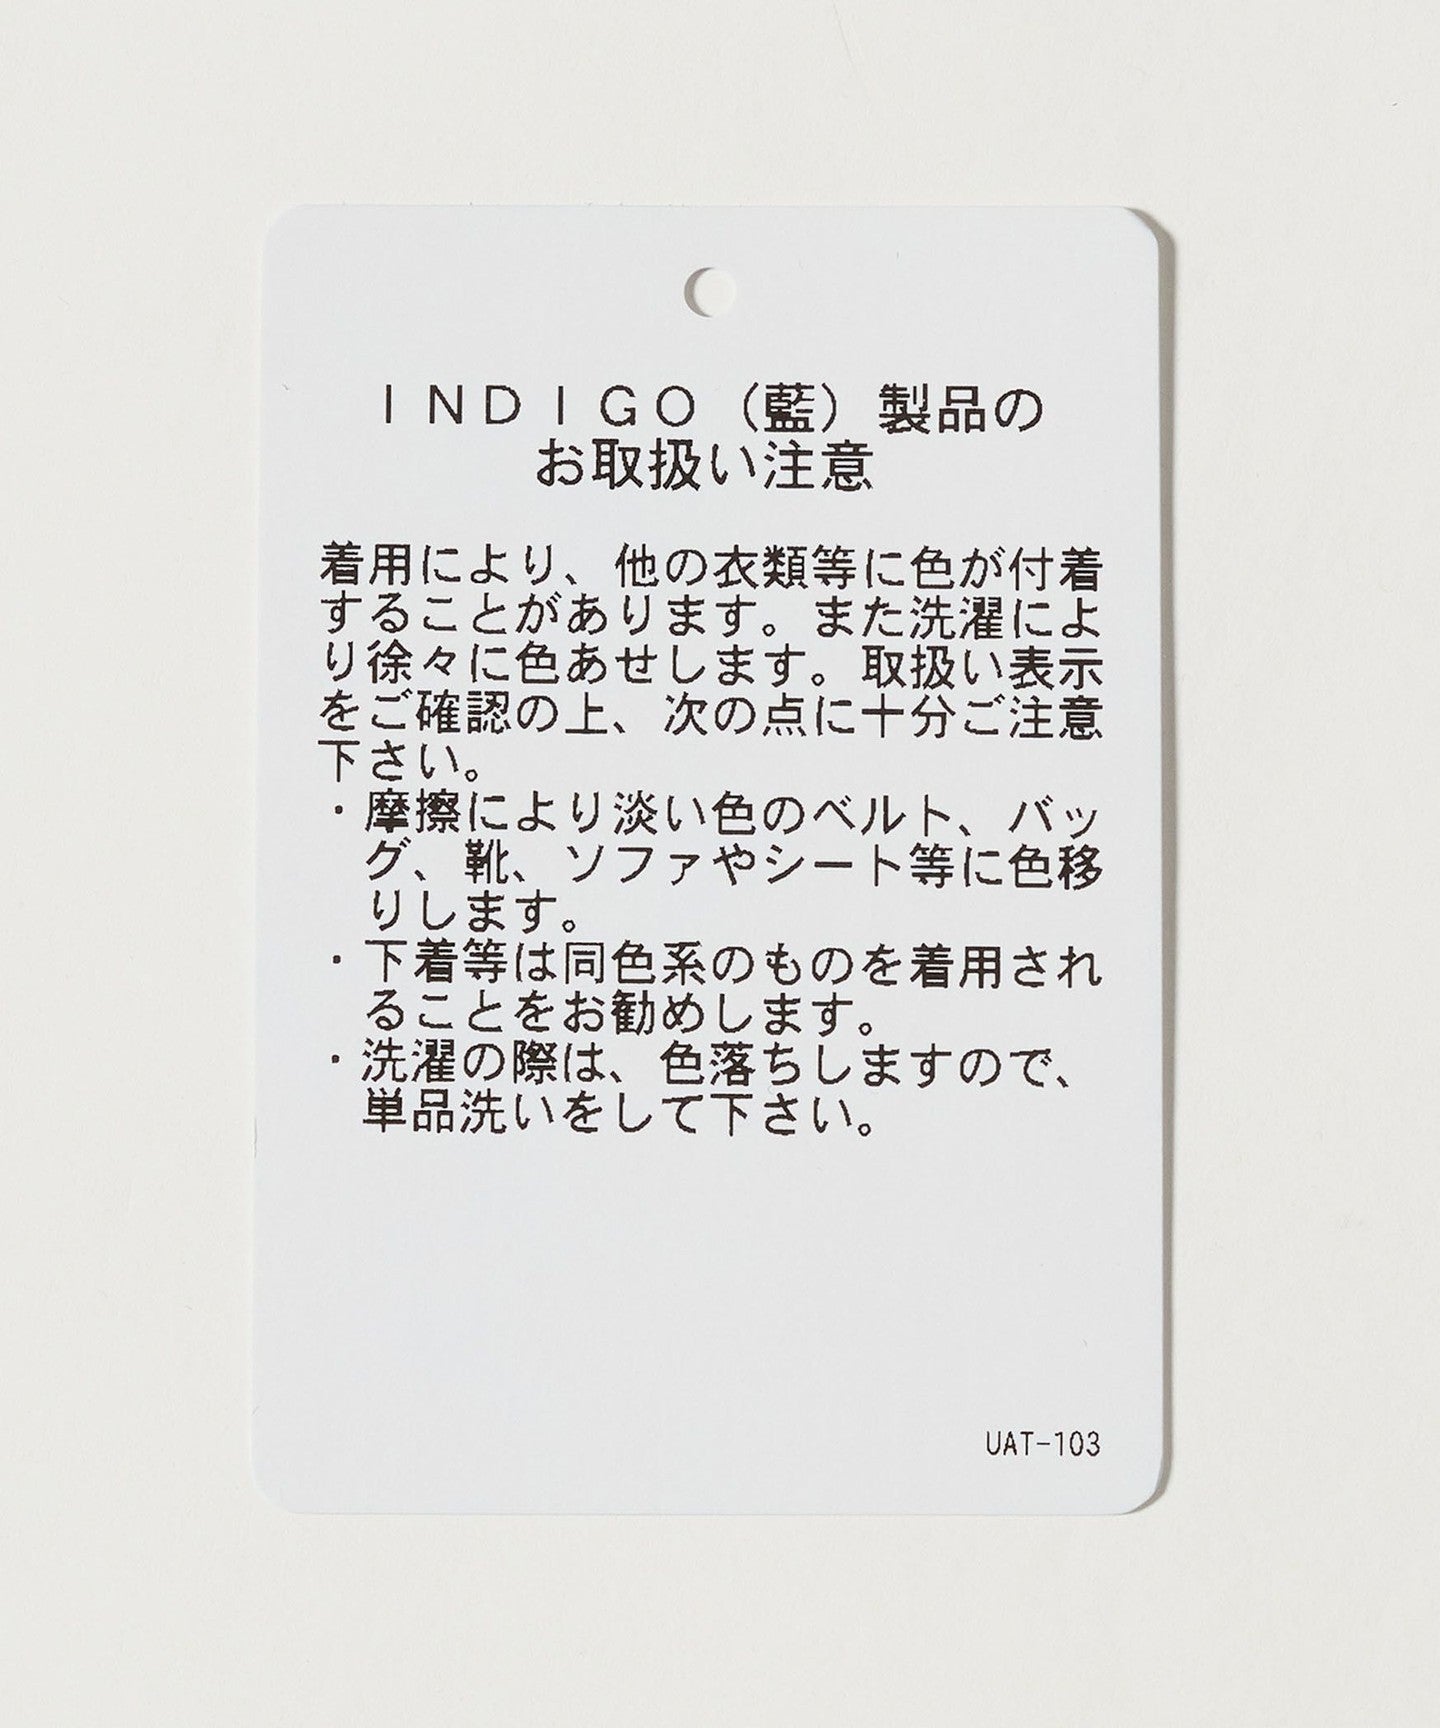 INDIGO（藍）製品の
お取扱い注意
着用により、他の衣類等に色が付着
することがあります。また洗濯によ
り徐々に色あせします。取扱い表示
をご確認の上、次の点に十分ご注意
下さい。
・摩擦により淡い色のベルト、バッ
グ、靴、ソファやシート等に色移
りします。
・下着等は同色系のものを着用され
ることをお勧めします。
・洗濯の際は、色落ちしますので、
単品洗いをして下さい。
UAT-103